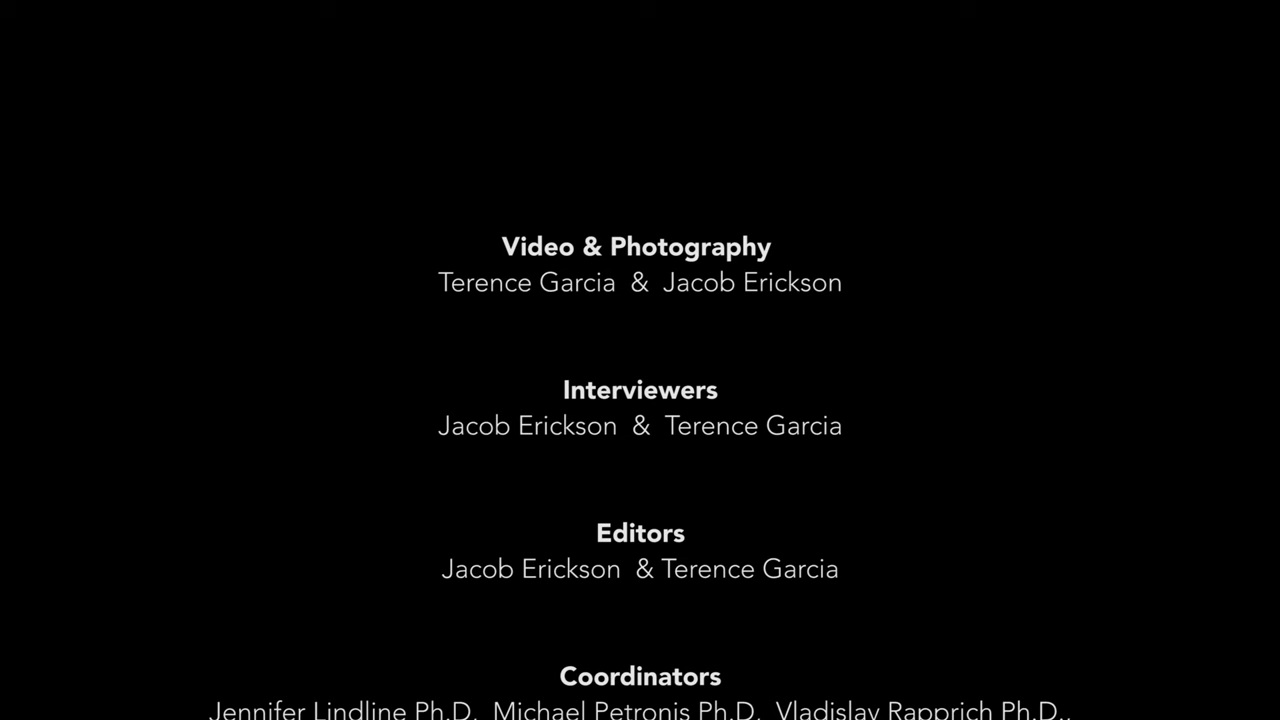 Video & Photography
Terence Garcia & Jacob Erickson
Interviewers
Jacob Erickson & Terence Garcia
Editors
Jacob Erickson & Terence Garcia
Coordinators
Jennifer Lindline Ph.D, Michael Petronis Ph.D, Vladislav Rapprich Ph.D.,